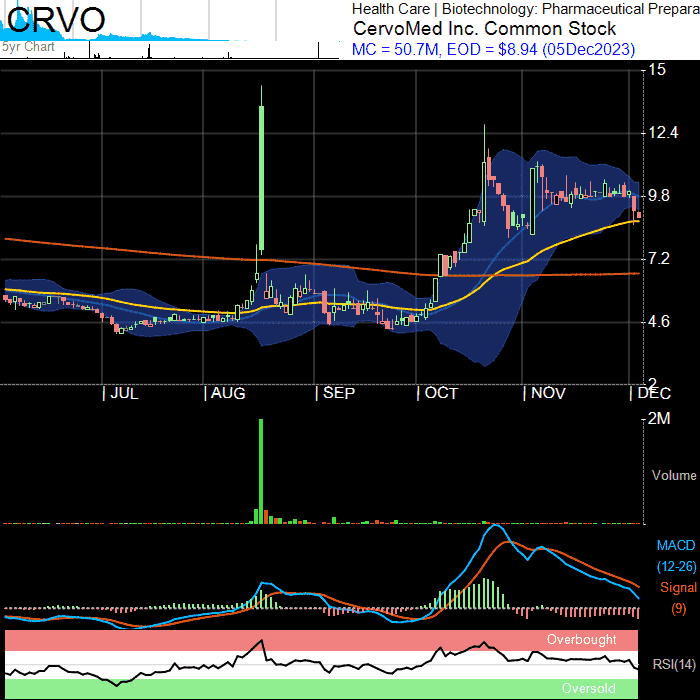 CRVO
5yr Chart
Health Care | Biotechnology: Pharmaceutical Prepara
CervoMed Inc. Common Stock
MC = 50.7M, EOD = $8.94 (05Dec2023)
15
12.4
9.8
7.2
4.6
2
| JUL | AUG | SEP | OCT | NOV | DEC
2M
Volume
MACD
(12-26)
Signal
(9)
Overbought
RSI(14)
Oversold